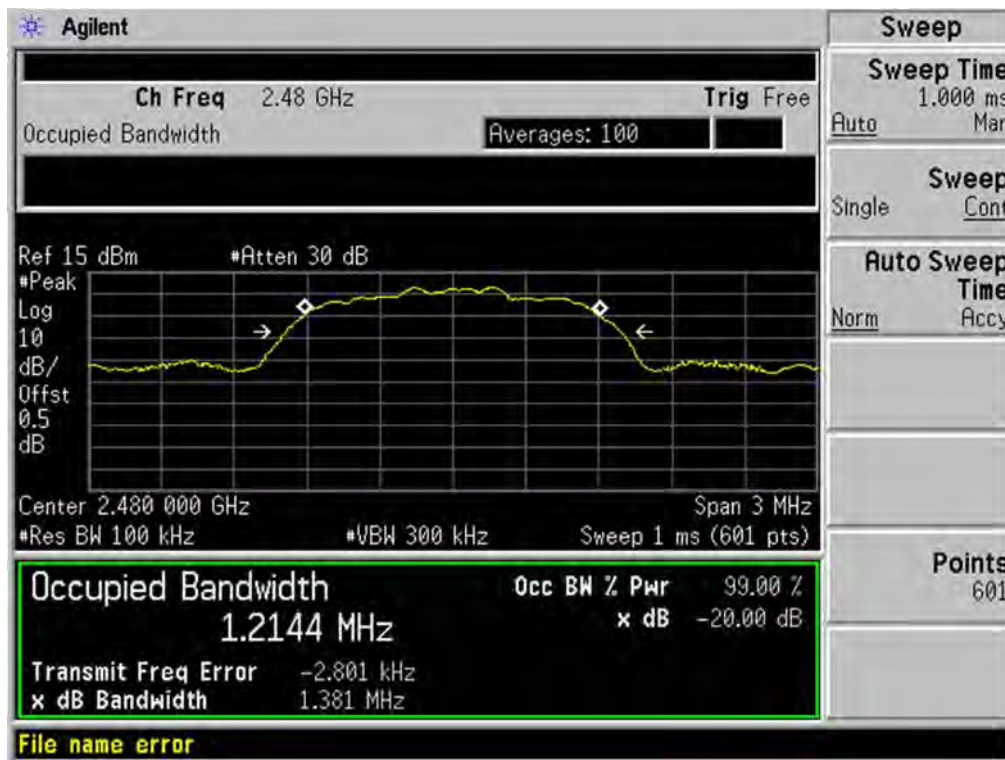 Agilent
Sweep
Ch Freq 2.48 GHz Trig Free
Occupied Bandwidth Averages: 100
Sweep Time
1.000 ms
Auto Man
Sweep
Single Cont
Auto Sweep
Time
Norm Accy
Ref 15 dBm #Atten 30 dB
#Peak
Log
10
dB/
Offst
0.5
dB
Center 2.480 000 GHz Span 3 MHz
#Res BW 100 kHz #VBW 300 kHz Sweep 1 ms (601 pts)
Points
601
Occupied Bandwidth Occ BW % Pwr 99.00 %
1.2144 MHz x dB -20.00 dB
Transmit Freq Error -2.801 kHz
x dB Bandwidth 1.381 MHz
File name error